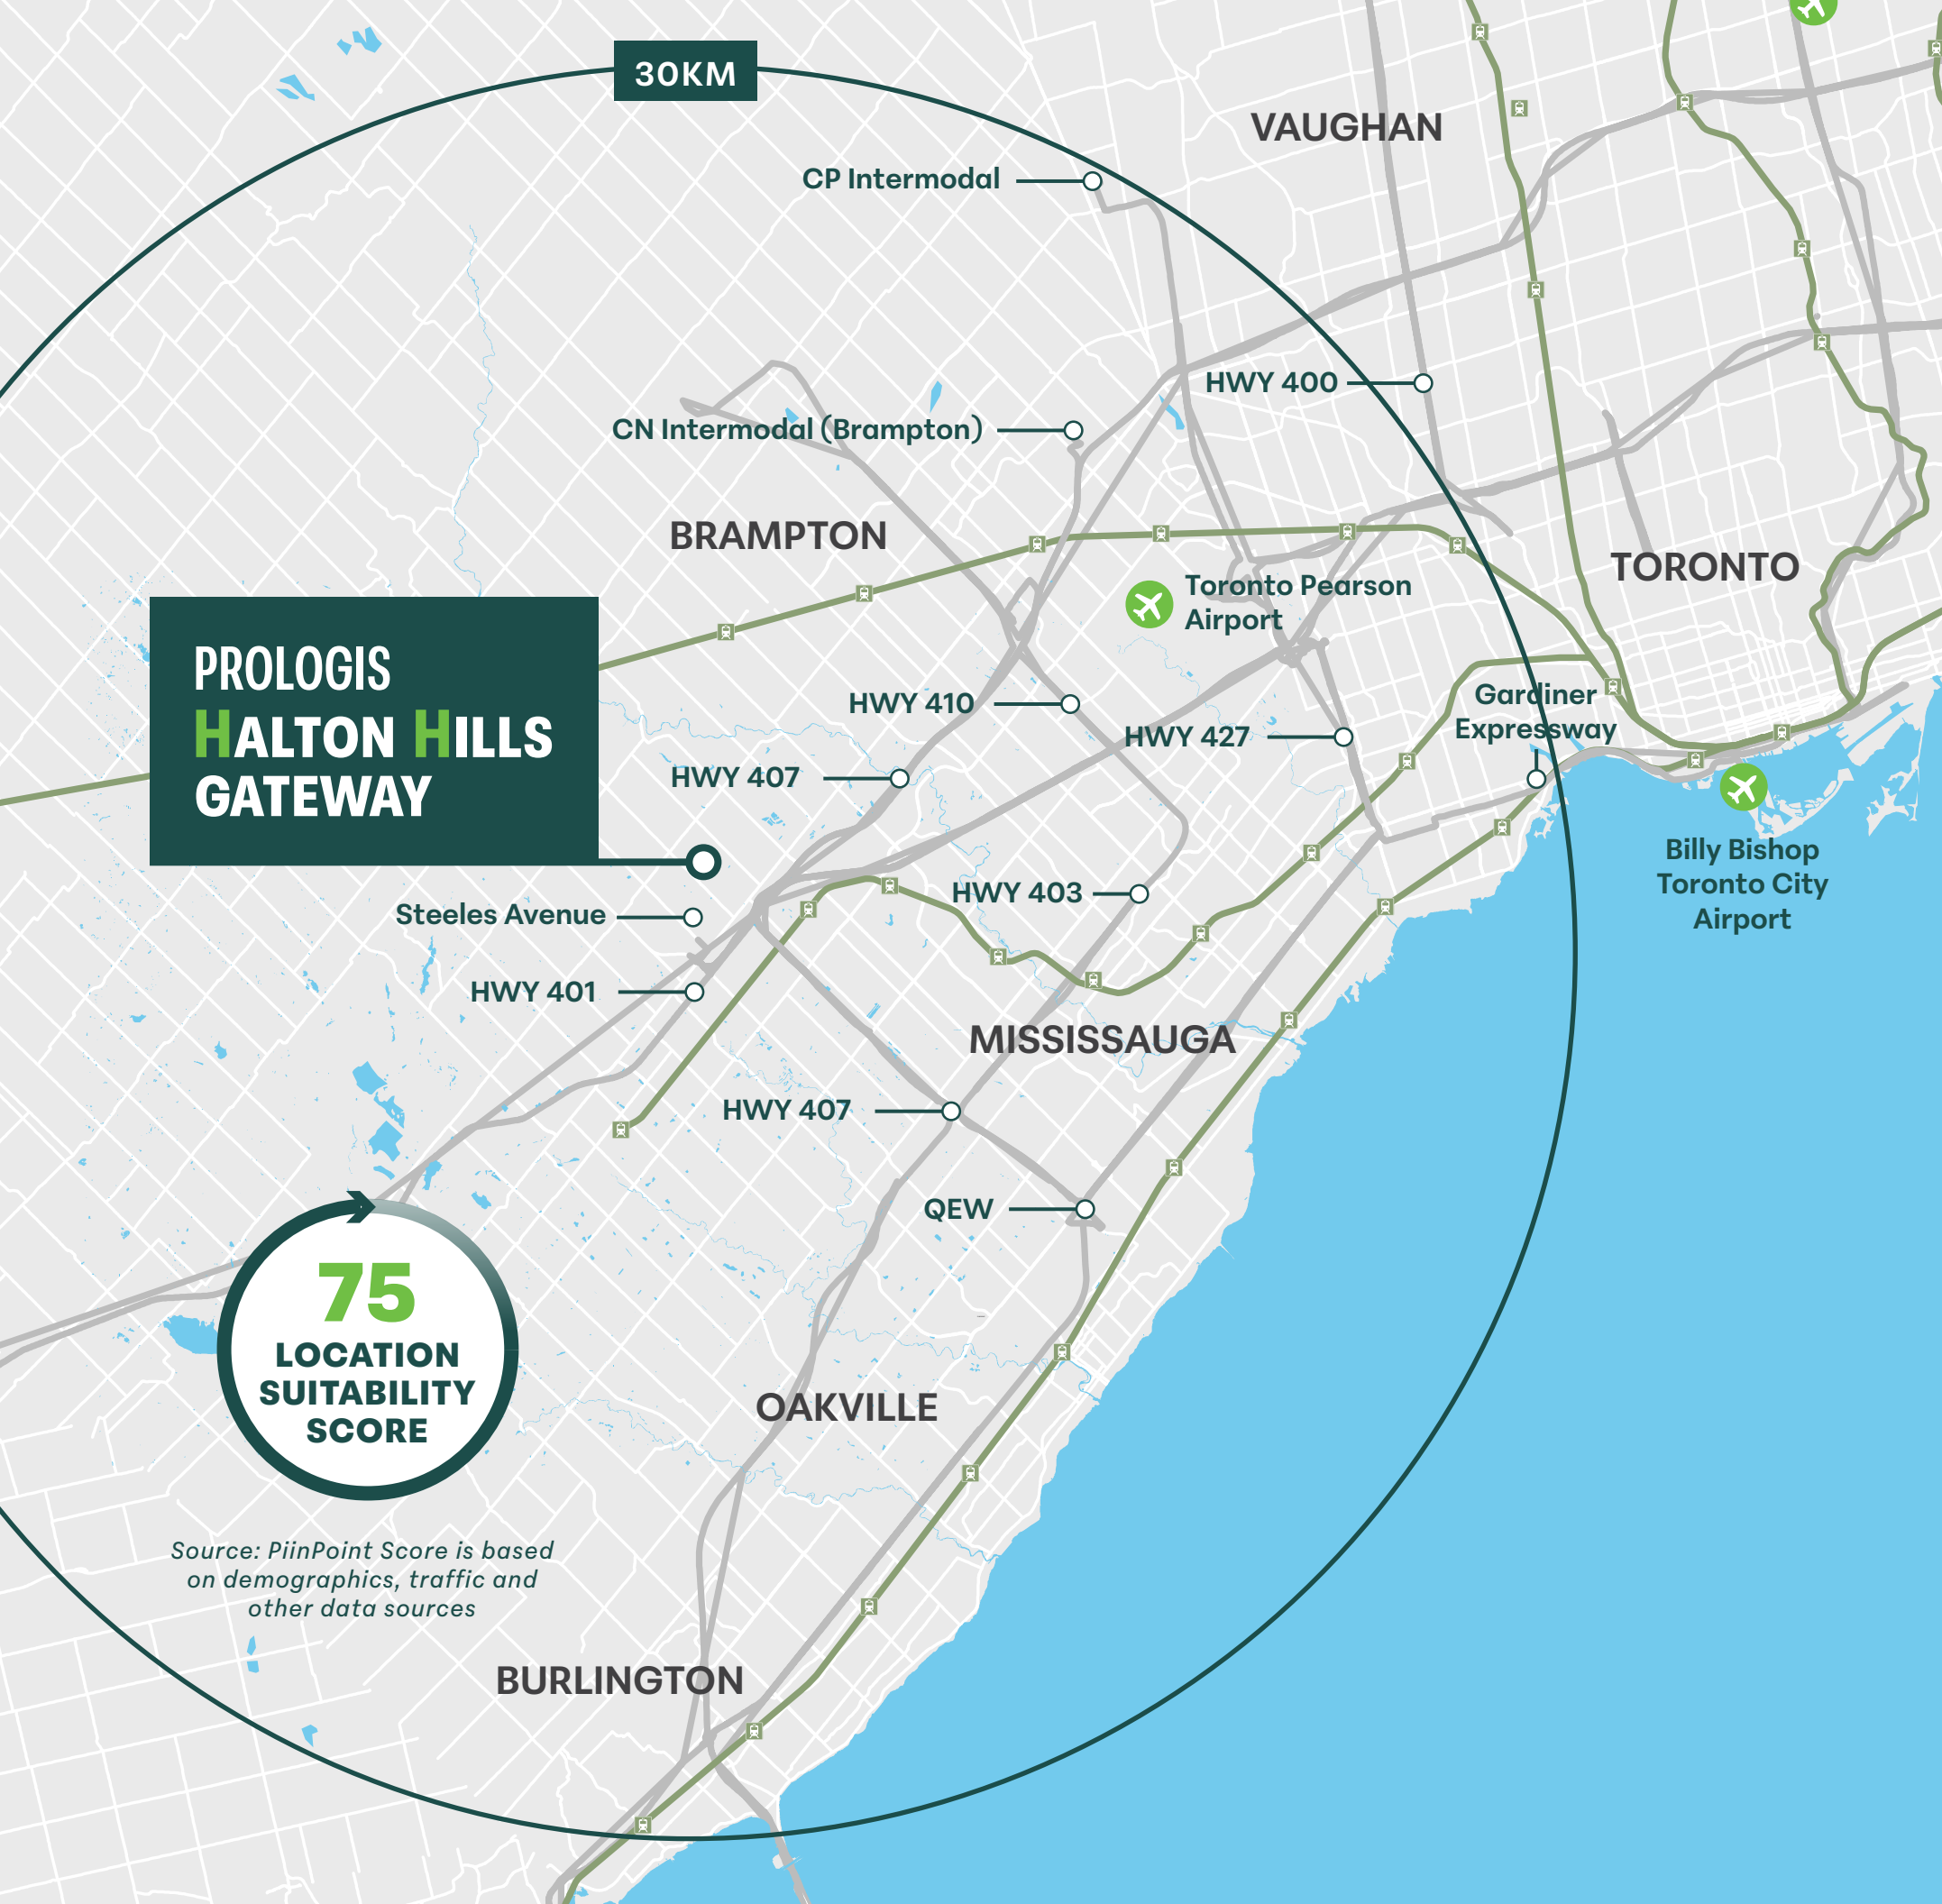 30KM
VAUGHAN
CP Intermodal
HWY 400
CN Intermodal (Brampton)
BRAMPTON
TORONTO
Toronto Pearson
Airport
PROLOGIS
HALTON HILLS
GATEWAY
HWY 410
Gardiner
Expressway
HWY 427
HWY 407
Billy Bishop
Toronto City
Airport
HWY 403
Steeles Avenue
HWY 401
MISSISSAUGA
HWY 407
QEW
75
LOCATION
SUITABILITY
SCORE
OAKVILLE
Source: PiinPoint Score is based
on demographics, traffic and
other data sources
BURLINGTON